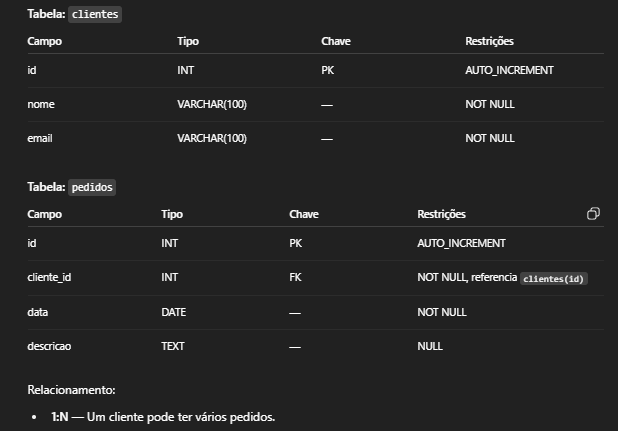 Tabela: clientes
Campo Tipo Chave Restrições
id INT PK AUTO_INCREMENT
nome VARCHAR(100) — NOT NULL
email VARCHAR(100) — NOT NULL
Tabela: pedidos
Campo Tipo Chave Restrições
id INT PK AUTO_INCREMENT
cliente_id INT FK NOT NULL, referencia clientes(id)
data DATE — NOT NULL
descricao TEXT — NULL
Relacionamento:
• 1:N — Um cliente pode ter vários pedidos.